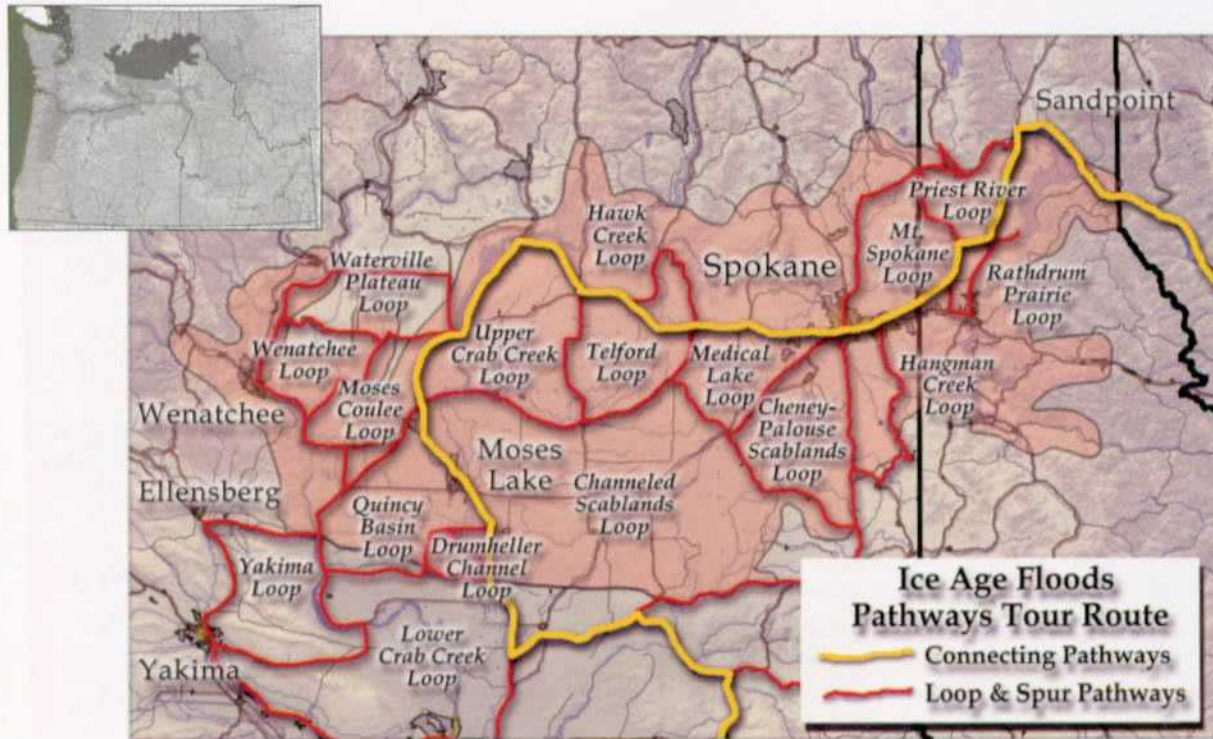 Sandpoint
Priest River
Loop
Hawk
Creek
Loop
Mt.
Spokane
Loop
Spokane
Waterville
Plateau
Loop
Rathdrum
Prairie
Loop
Wenatchee
Loop
Upper
Crab Creek
Loop
Telford
Loop
Medical
Lake
Loop
Hangman
Creek
Loop
Moses
Coulee
Loop
Wenatchee
Cheney-
Palouse
Scablands
Loop
Moses
Lake
Ellensberg
Channeled
Scablands
Loop
Quincy
Basin
Loop
Drumheller
Channel
Loop
Yakima
Loop
Lower
Crab Creek
Loop
Yakima
Ice Age Floods
Pathways Tour Route
Connecting Pathways
Loop & Spur Pathways